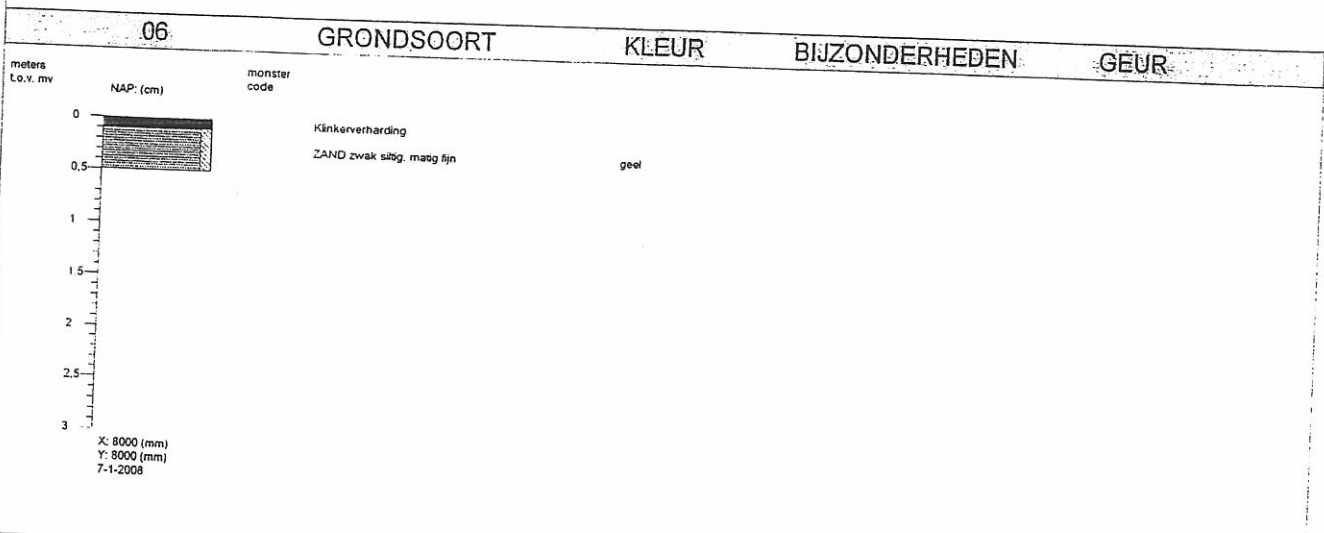 06 GRONDSOORT KLEUR BIJZONDERHEDEN GEUR
meters
t.o.v. mv
NAP: (cm)
monster
code
0
Klinkerverharding
ZAND zwak siltig, matig fijn geel
0,5
1
1,5
2
2,5
3
X: 8000 (mm)
Y: 8000 (mm)
7-1-2008